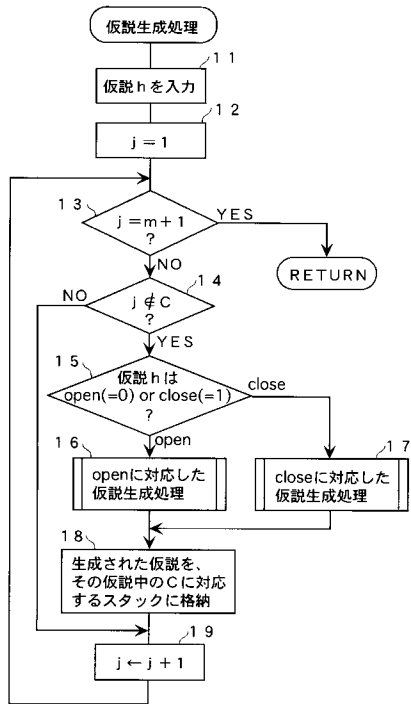 仮説生成処理
11
仮説hを入力
12
j=1
13
j=m+1
?
YES
RETURN
NO
14
j∉C
?
NO
YES
15
仮説hは
open(=0) or close(=1)
?
close
open
16
openに対応した
仮説生成処理
17
closeに対応した
仮説生成処理
18
生成された仮説を、
その仮説中のCに対応
するスタックに格納
19
j←j+1